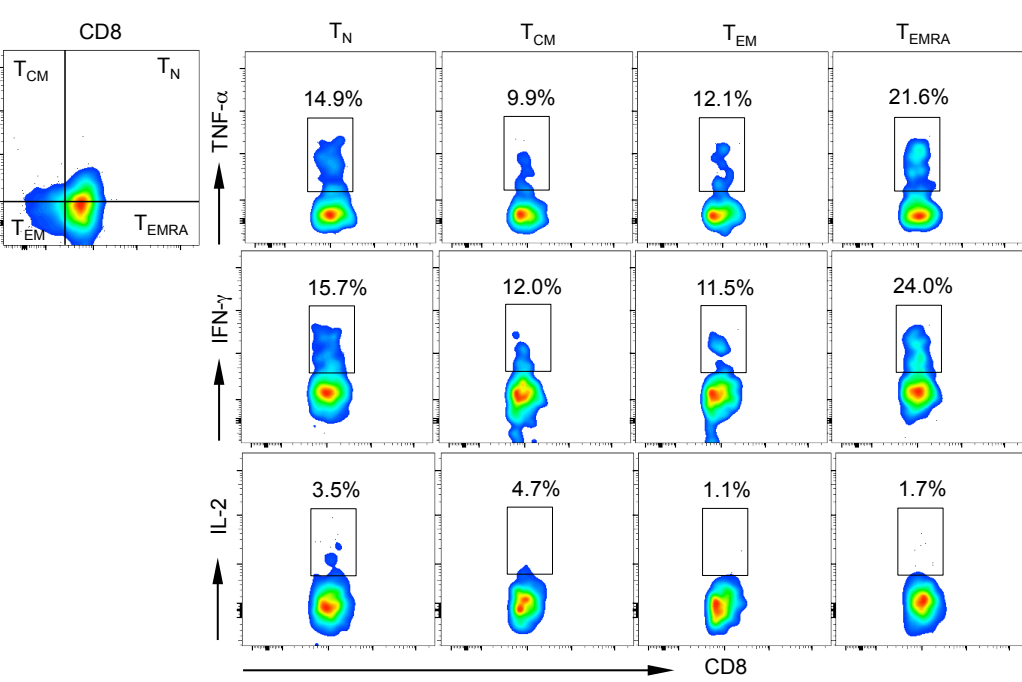 CD8
T_CM T_N
T_EM T_EMRA
T_N T_CM T_EM T_EMRA
TNF-α
14.9% 9.9% 12.1% 21.6%
IFN-γ
15.7% 12.0% 11.5% 24.0%
IL-2
3.5% 4.7% 1.1% 1.7%
CD8